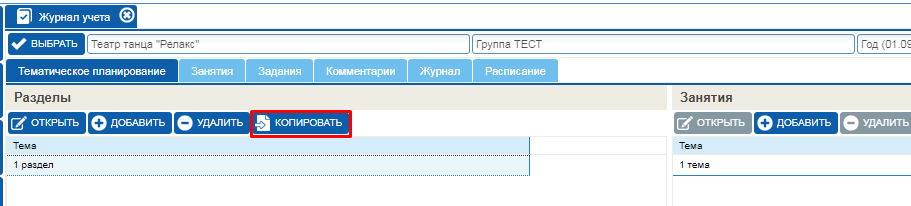 Журнал учета
ВЫБРАТЬ Театр танца "Релакс" Группа ТЕСТ Год (01.09
Тематическое планирование Занятия Задания Комментарии Журнал Расписание
Разделы Занятия
ОТКРЫТЬ ДОБАВИТЬ УДАЛИТЬ КОПИРОВАТЬ ОТКРЫТЬ ДОБАВИТЬ УДАЛИТЬ
Тема Тема
1 раздел 1 тема